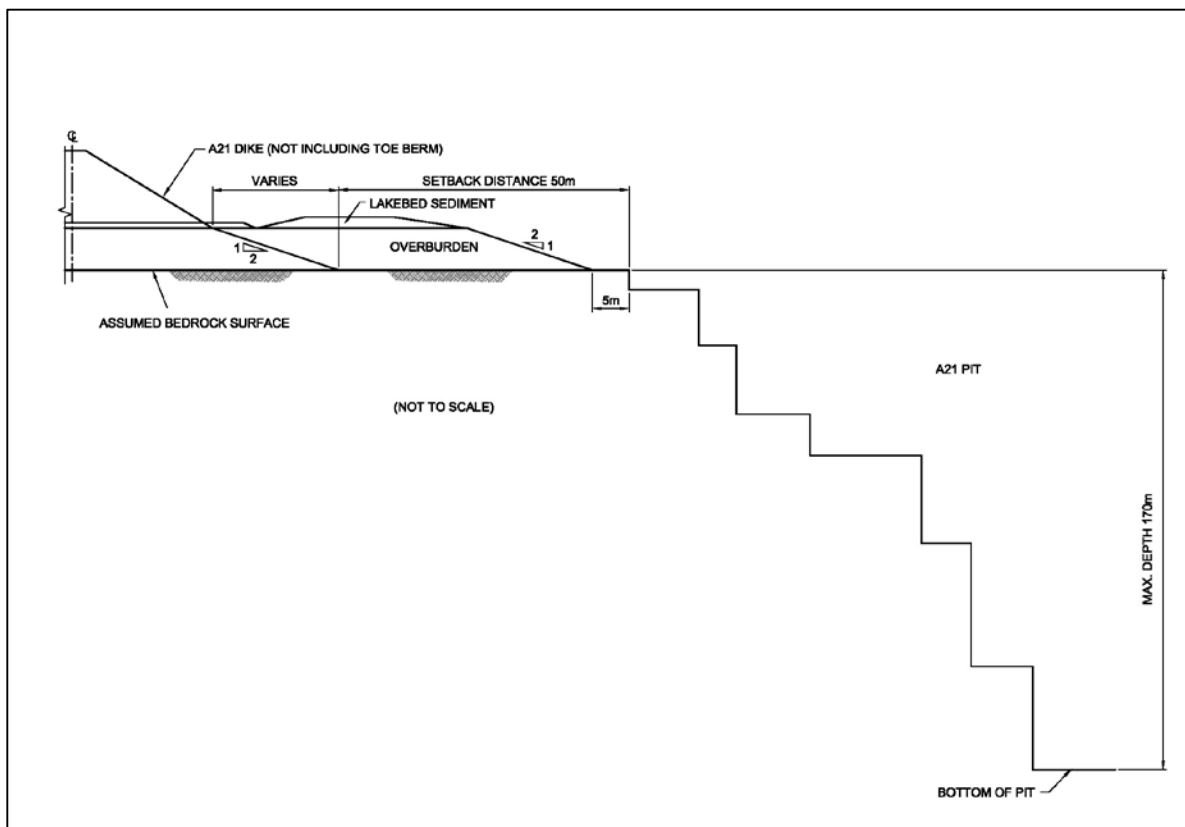 ℄
A21 DIKE (NOT INCLUDING TOE BERM)
VARIES
SETBACK DISTANCE 50m
LAKEBED SEDIMENT
1
2
OVERBURDEN
2
1
5m
ASSUMED BEDROCK SURFACE
(NOT TO SCALE)
A21 PIT
MAX. DEPTH 170m
BOTTOM OF PIT